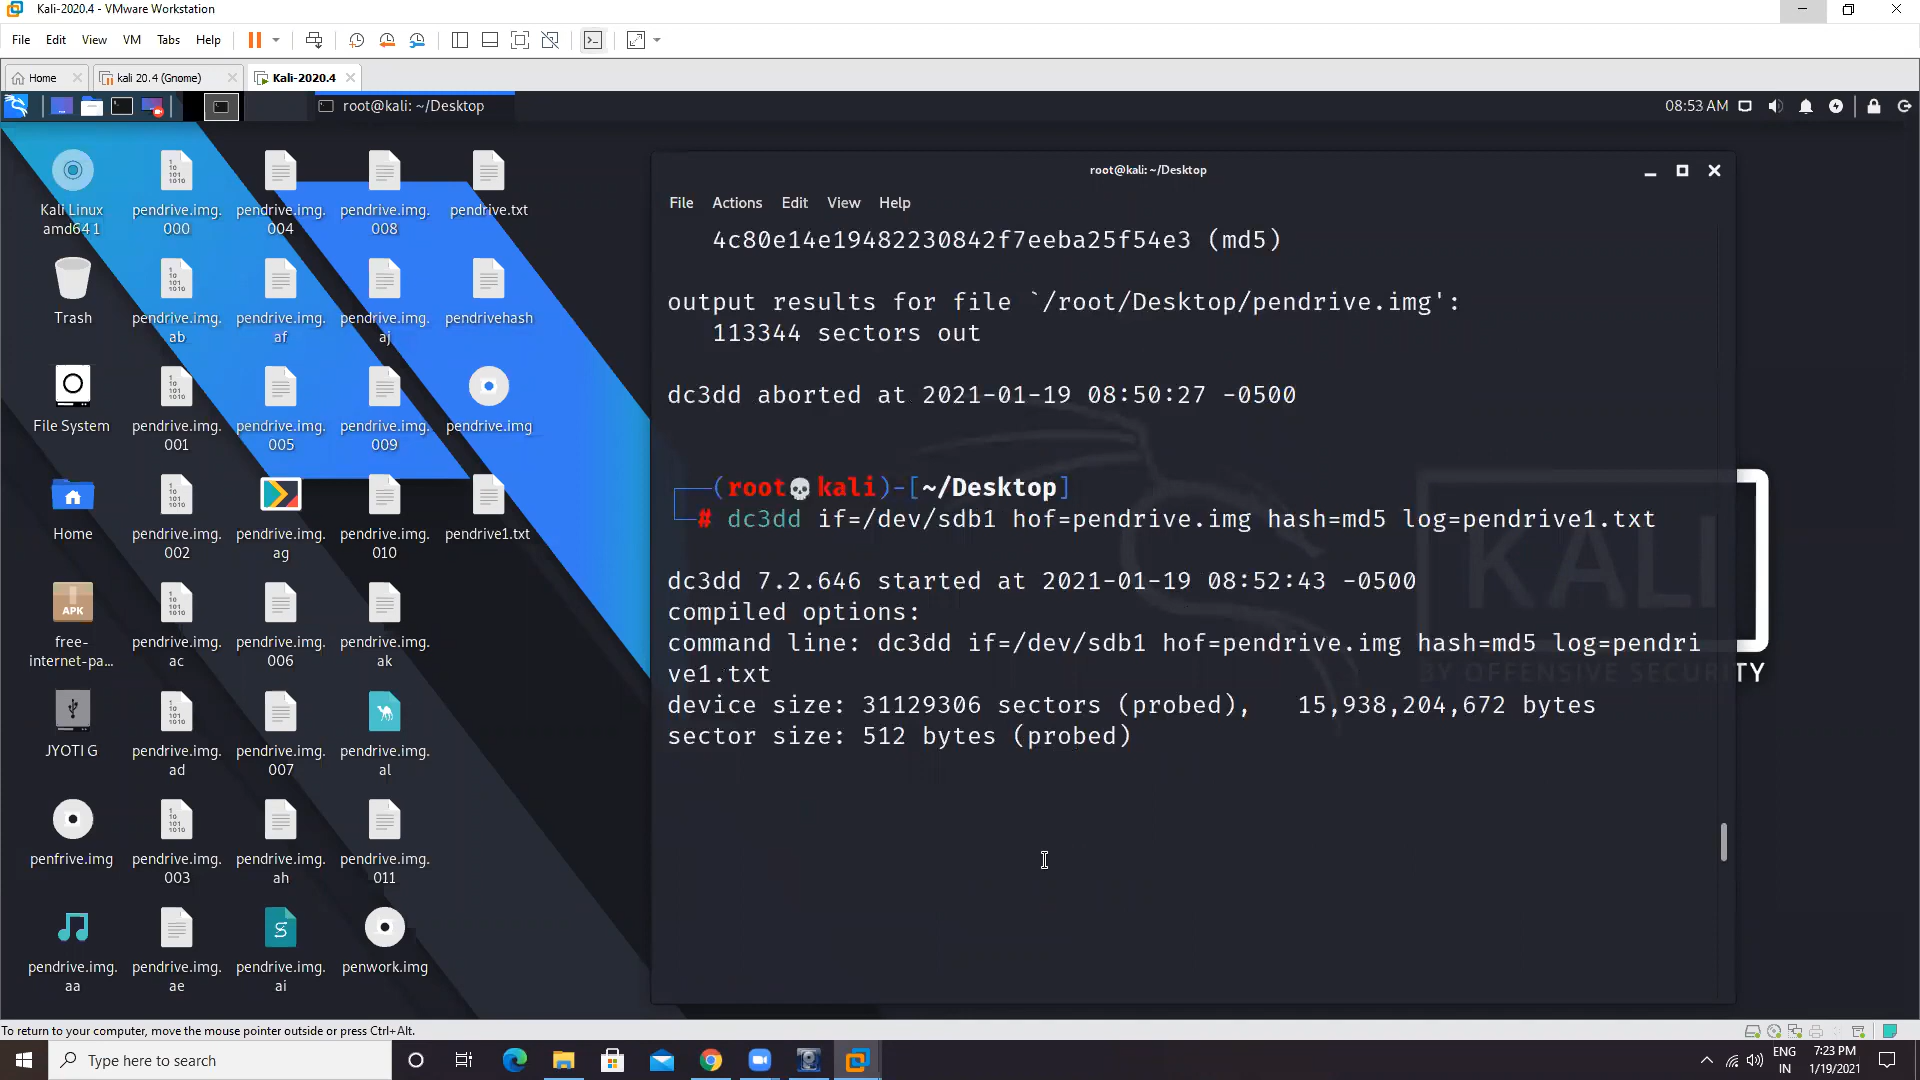 Kali-2020.4 - VMware Workstation
File Edit View VM Tabs Help
Home
kali 20.4 (Gnome)
Kali-2020.4
root@kali: ~/Desktop
08:53 AM
Kali Linux
amd64 1
pendrive.img.
000
pendrive.img.
004
pendrive.img.
008
pendrive.txt
Trash
pendrive.img.
ab
pendrive.img.
af
pendrive.img.
aj
pendrivehash
File System
pendrive.img.
001
pendrive.img.
005
pendrive.img.
009
pendrive.img
Home
pendrive.img.
002
pendrive.img.
ag
pendrive.img.
010
pendrive1.txt
APK
free-
internet-pa...
pendrive.img.
ac
pendrive.img.
006
pendrive.img.
ak
JYOTI G
pendrive.img.
ad
pendrive.img.
007
pendrive.img.
al
penfrive.img
pendrive.img.
003
pendrive.img.
ah
pendrive.img.
011
pendrive.img.
aa
pendrive.img.
ae
pendrive.img.
ai
penwork.img
root@kali: ~/Desktop
File Actions Edit View Help
4c80e14e19482230842f7eeba25f54e3 (md5)
output results for file `/root/Desktop/pendrive.img':
113344 sectors out
dc3dd aborted at 2021-01-19 08:50:27 -0500
(root💀kali)-[~/Desktop]
# dc3dd if=/dev/sdb1 hof=pendrive.img hash=md5 log=pendrive1.txt
dc3dd 7.2.646 started at 2021-01-19 08:52:43 -0500
compiled options:
command line: dc3dd if=/dev/sdb1 hof=pendrive.img hash=md5 log=pendri
ve1.txt
device size: 31129306 sectors (probed), 15,938,204,672 bytes
sector size: 512 bytes (probed)
KALI
BY OFFENSIVE SECURITY
To return to your computer, move the mouse pointer outside or press Ctrl+Alt.
Type here to search
ENG
IN
7:23 PM
1/19/2021